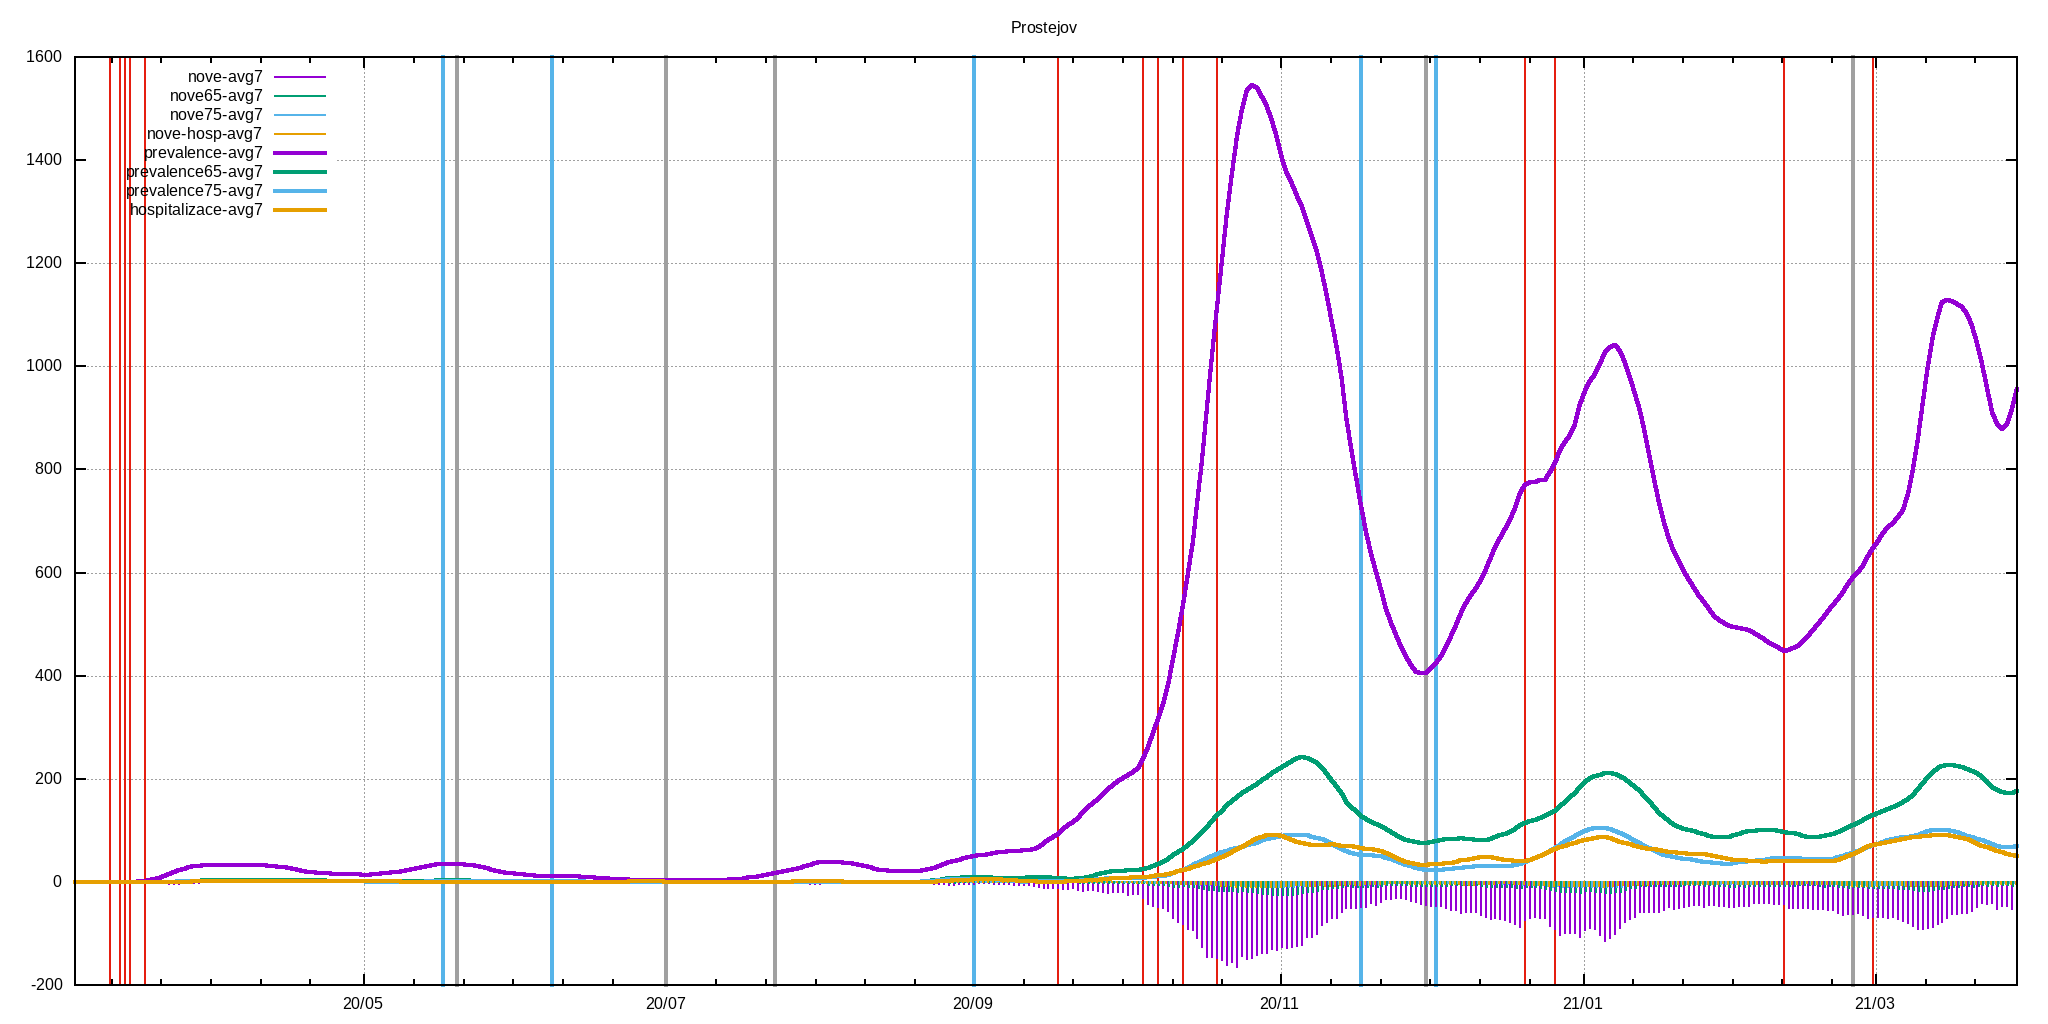 Prostejov
1600
1400
1200
1000
800
600
400
200
0
-200
nove-avg7
nove65-avg7
nove75-avg7
nove-hosp-avg7
prevalence-avg7
prevalence65-avg7
prevalence75-avg7
hospitalizace-avg7
20/05
20/07
20/09
20/11
21/01
21/03